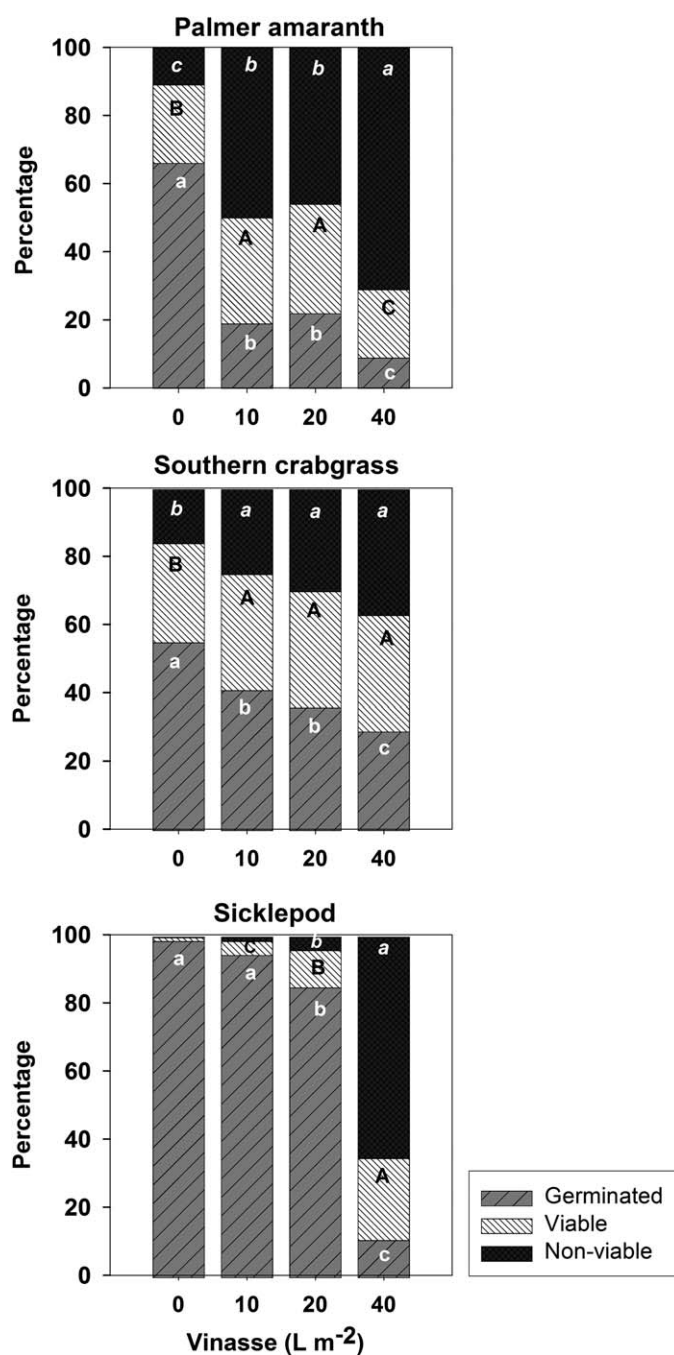 Palmer amaranth
100
80
60
40
20
0
Percentage
c b b a
B A A C
a b b c
0 10 20 40
Southern crabgrass
100
80
60
40
20
0
Percentage
b a a a
B A A A
a b b c
0 10 20 40
Sicklepod
100
80
60
40
20
0
Percentage
b a
C B A
a a b c
0 10 20 40
Vinasse (L m-2)
Germinated
Viable
Non-viable